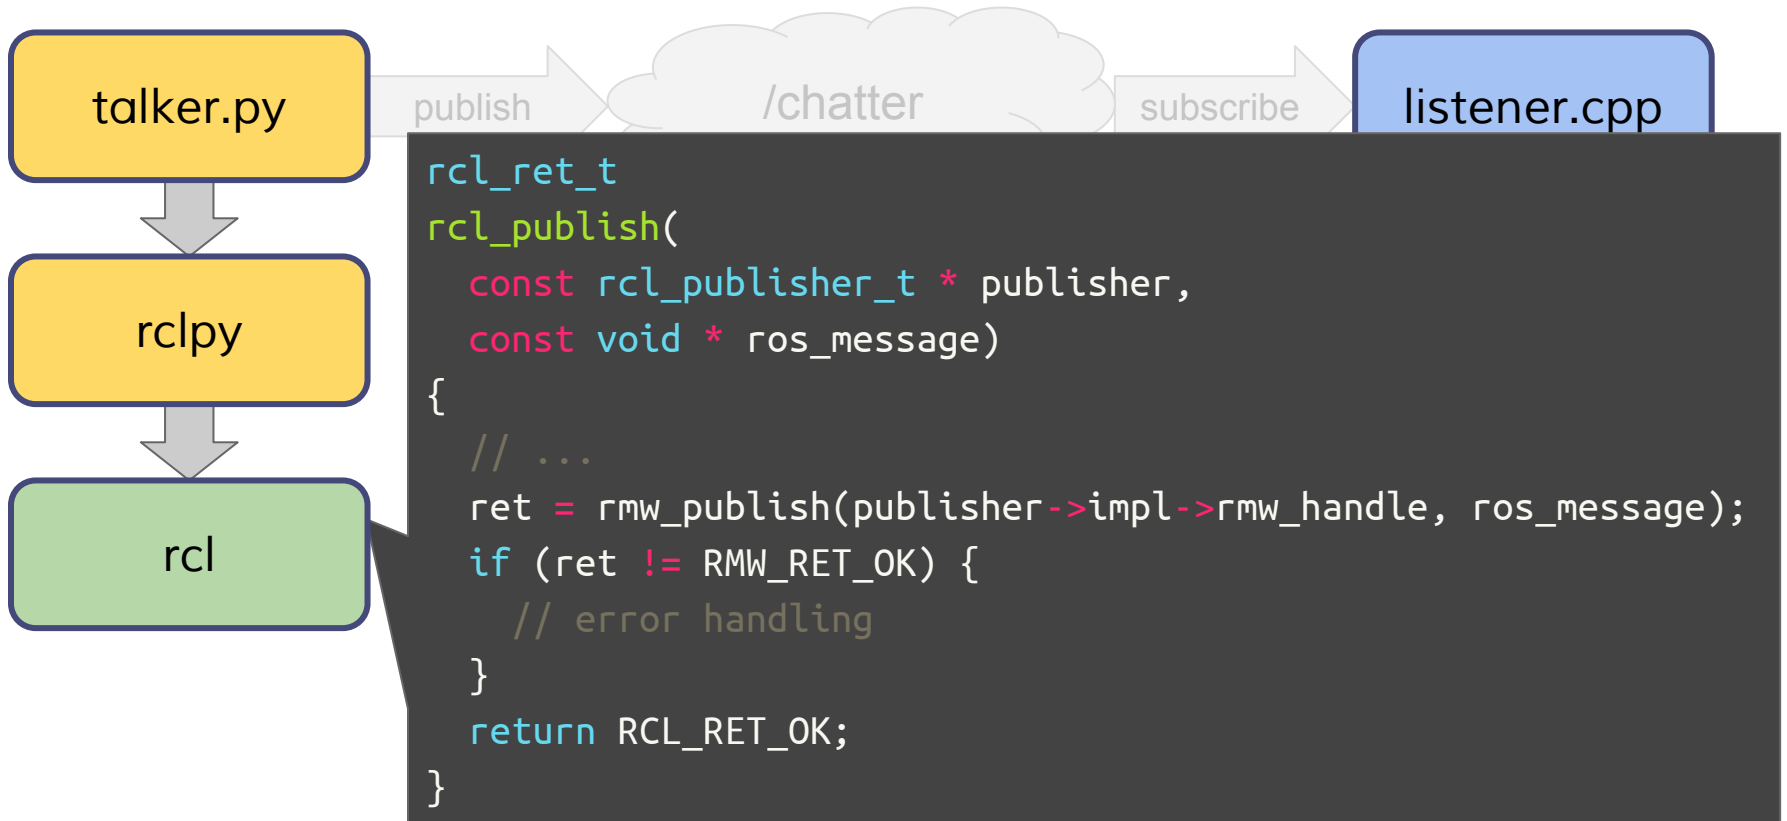 talker.py
publish
/chatter
subscribe
listener.cpp
rclpy
rcl
rcl_ret_t
rcl_publish(
  const rcl_publisher_t * publisher,
  const void * ros_message)
{
  // ...
  ret = rmw_publish(publisher->impl->rmw_handle, ros_message);
  if (ret != RMW_RET_OK) {
    // error handling
  }
  return RCL_RET_OK;
}